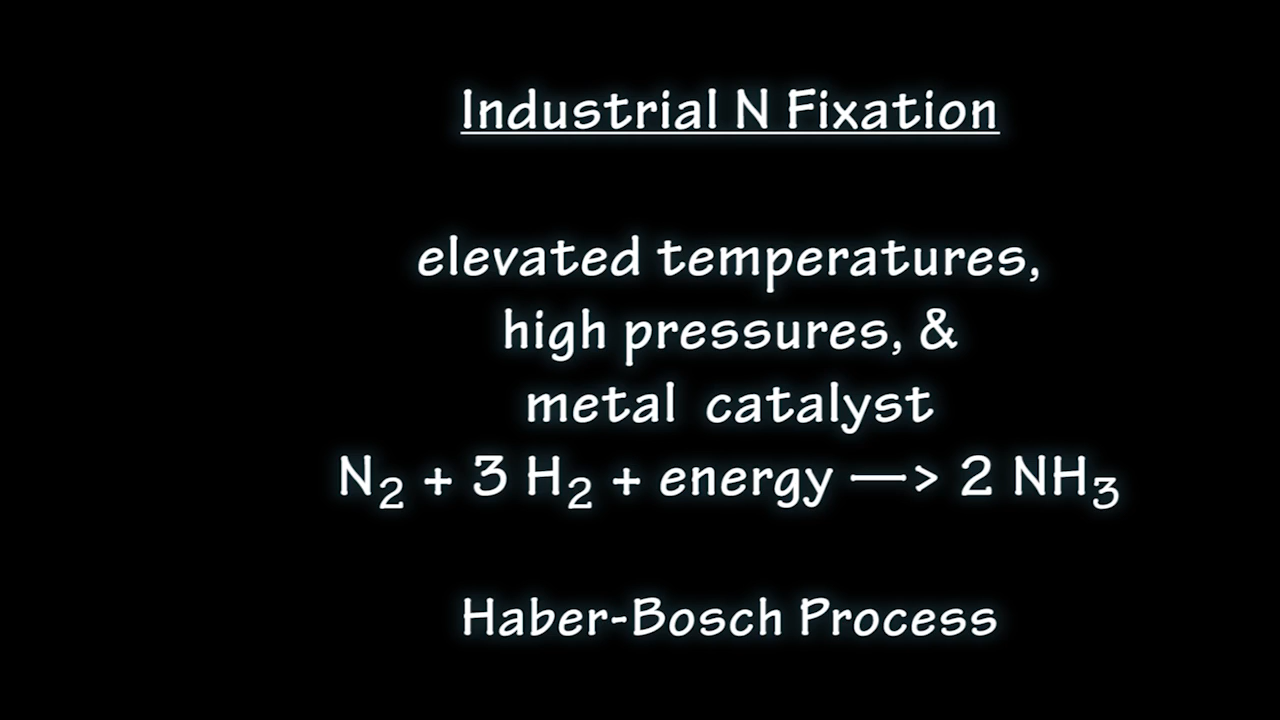 Industrial N Fixation
elevated temperatures,
high pressures, &
metal catalyst
N₂ + 3 H₂ + energy —> 2 NH₃
Haber-Bosch Process